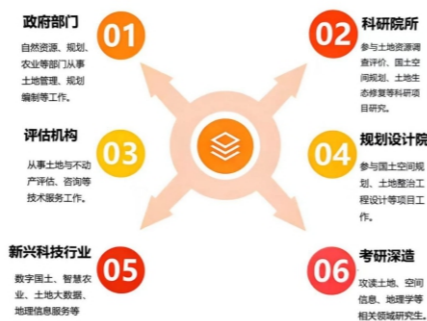 政府部门
01
自然资源、规划、
农业等部门从事
土地管理、规划
编制等工作。
02
科研院所
参与土地资源调
查评价、国土空
间规划、土地生
态修复等科研项
目研究。
评估机构
03
从事土地与不动
产评估、咨询等
技术服务工作。
04
规划设计院
参与国土空间规
划、土地整治工
程设计等项目工
作。
新兴科技行业
05
数字国土、智慧农
业、土地大数据、
地理信息服务等
06
考研深造
攻读土地、空间
信息、地理学等
相关领域研究生。